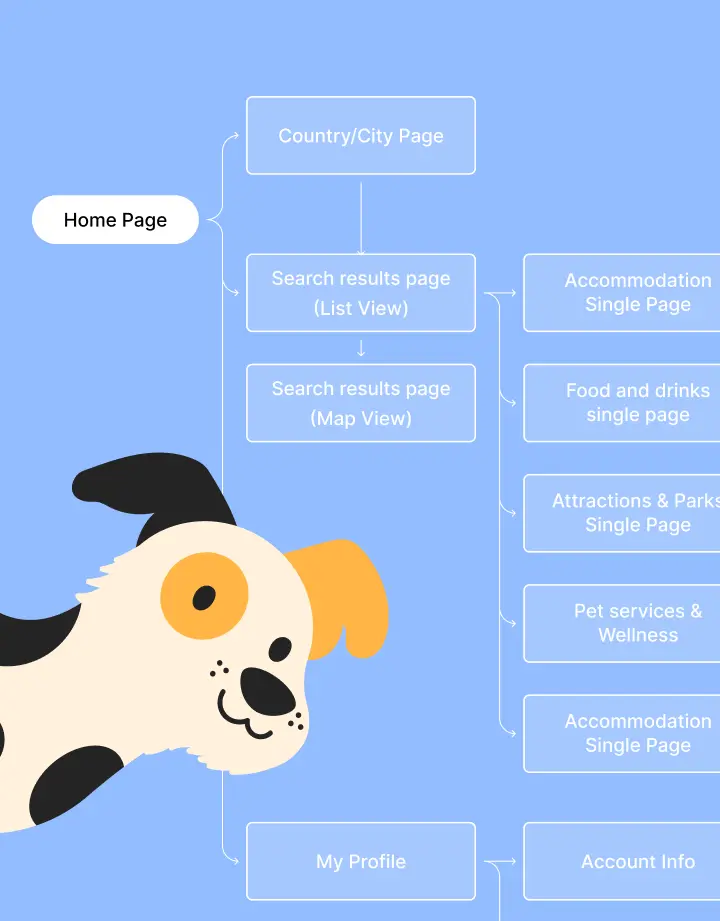 Country/City Page
Home Page
Search results page
(List View)
Accommodation
Single Page
Search results page
(Map View)
Food and drinks
single page
Attractions & Parks
Single Page
Pet services &
Wellness
Accommodation
Single Page
My Profile
Account Info